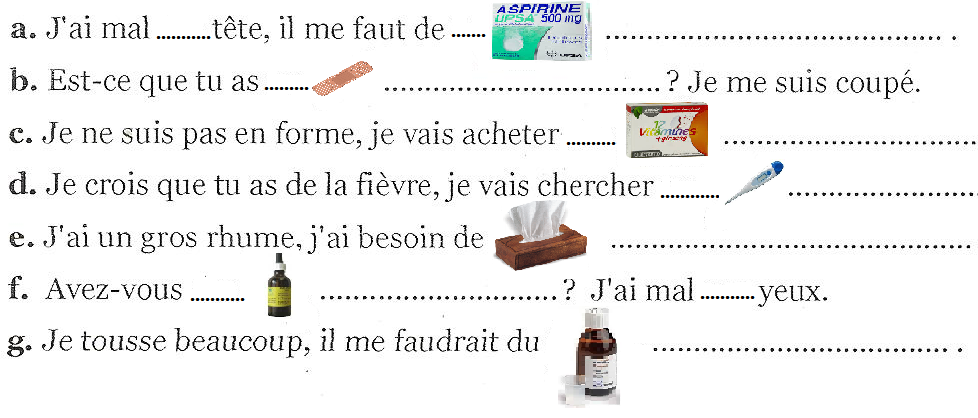 a. J'ai mal ...........tête, il me faut de ....... ASPIRINE UPSA 500 mg .................................................. .
b. Est-ce que tu as ......... ........................................ ? Je me suis coupé.
c. Je ne suis pas en forme, je vais acheter .......... Vitamines + ginseng ......................................
d. Je crois que tu as de la fièvre, je vais chercher ............ ............................
e. J'ai un gros rhume, j'ai besoin de ......................................................
f. Avez-vous ........... ................................... ? J'ai mal ...........yeux.
g. Je tousse beaucoup, il me faudrait du ............................................. .